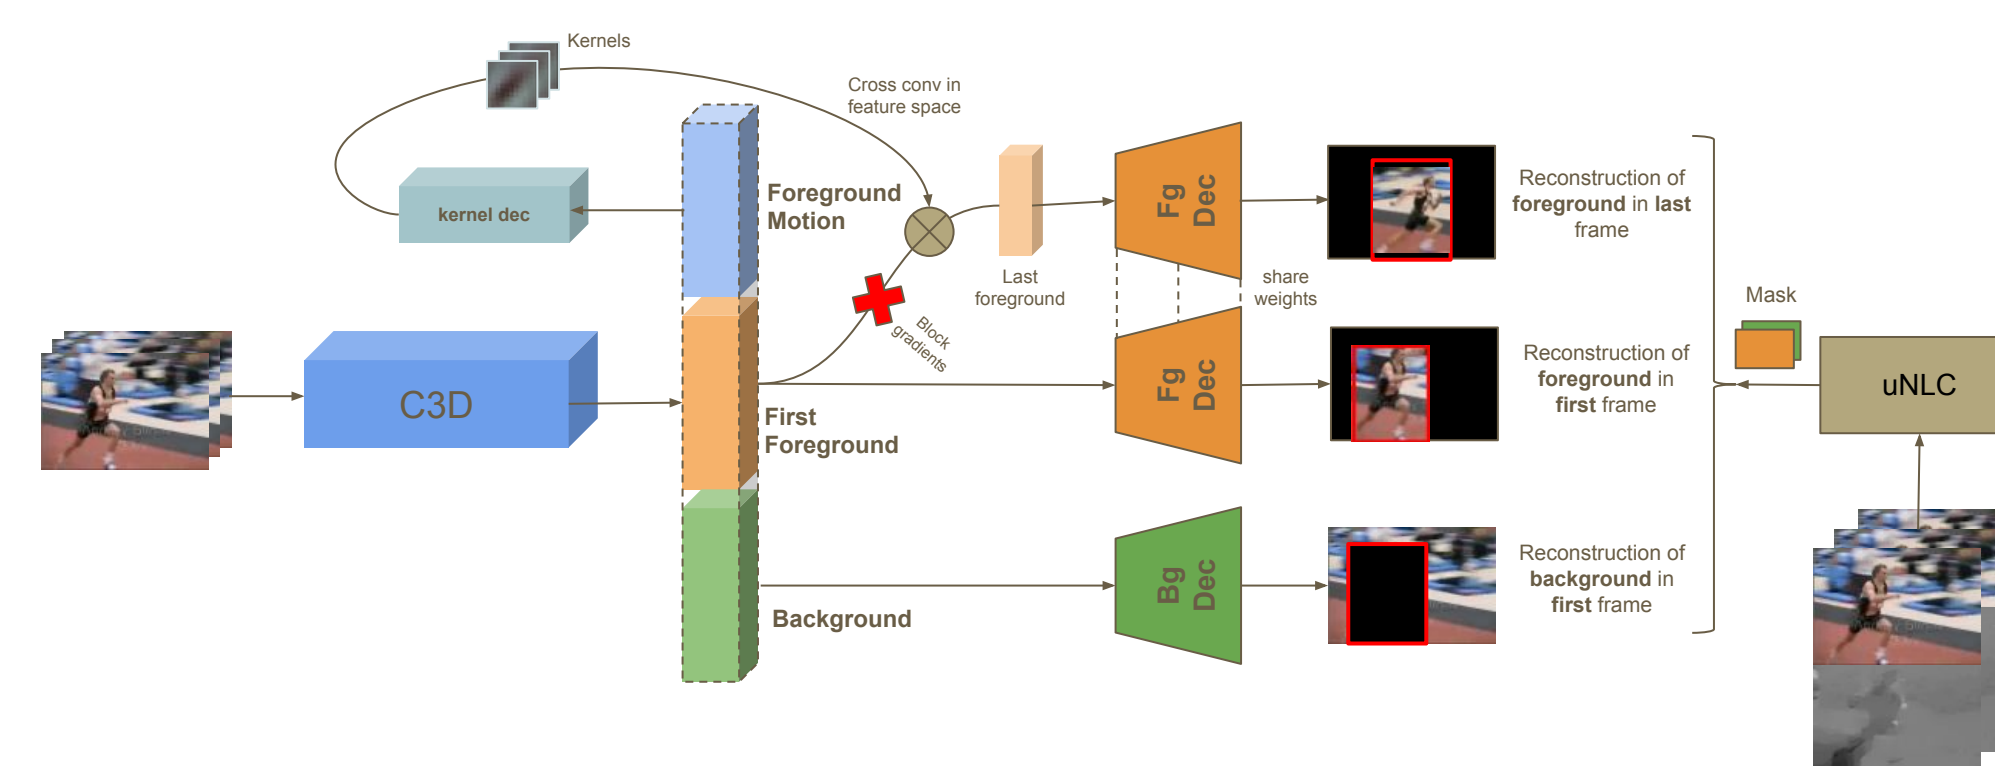 Kernels
Cross conv in
feature space
kernel dec
Foreground
Motion
Fg
Dec
Reconstruction of
foreground in last
frame
Last
foreground
share
weights
Block
gradients
Mask
C3D
First
Foreground
Fg
Dec
Reconstruction of
foreground in
first frame
uNLC
Background
Bg
Dec
Reconstruction of
background in
first frame